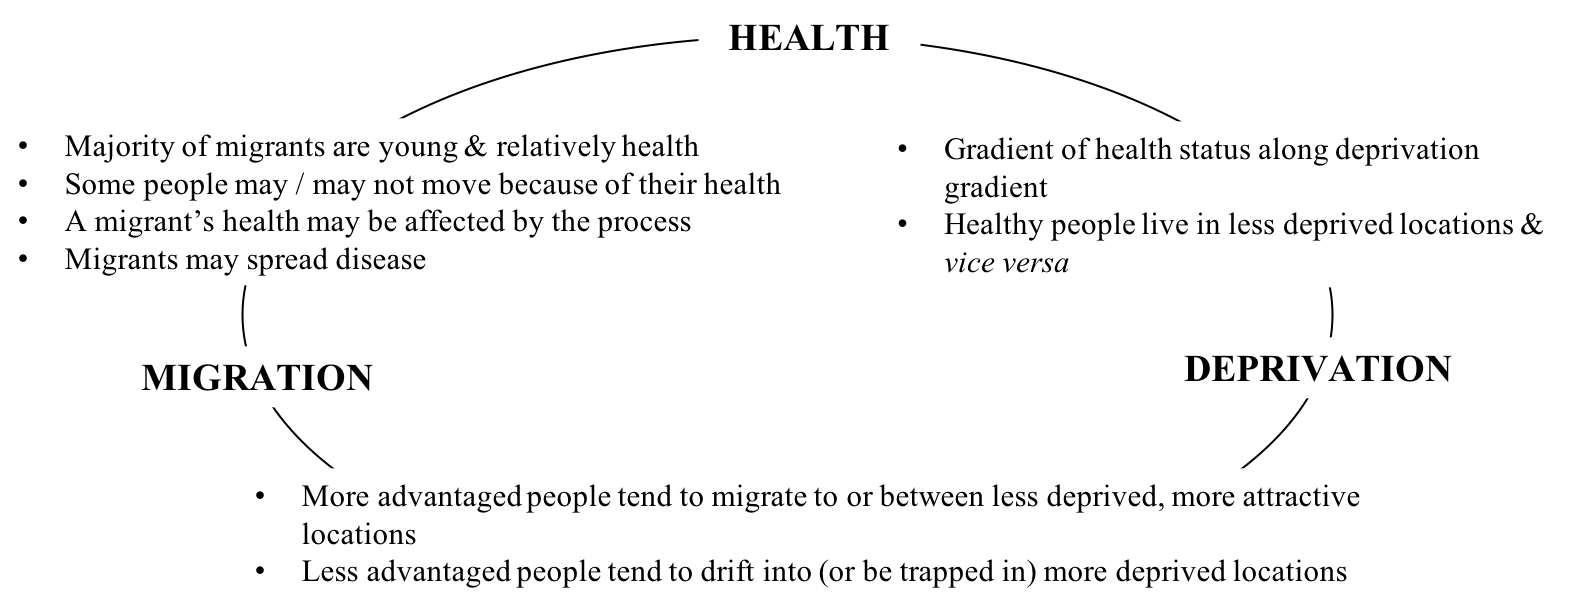 HEALTH
• Majority of migrants are young & relatively health
• Some people may / may not move because of their health
• A migrant’s health may be affected by the process
• Migrants may spread disease
• Gradient of health status along deprivation
gradient
• Healthy people live in less deprived locations &
vice versa
MIGRATION
DEPRIVATION
• More advantaged people tend to migrate to or between less deprived, more attractive
locations
• Less advantaged people tend to drift into (or be trapped in) more deprived locations